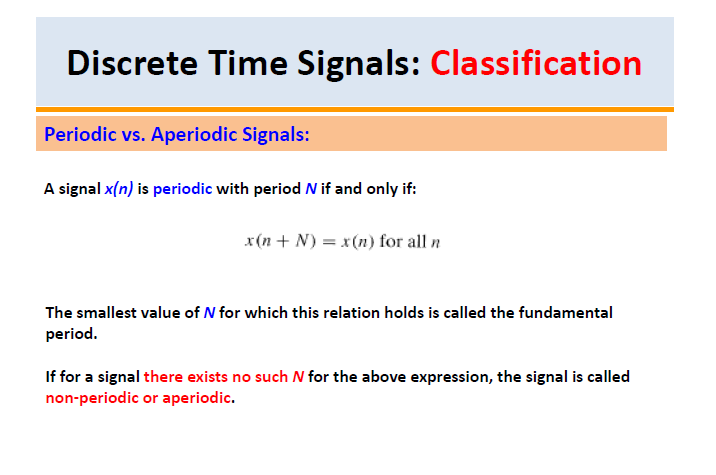 Discrete Time Signals: Classification
Periodic vs. Aperiodic Signals:
A signal x(n) is periodic with period N if and only if:
x(n + N) = x(n) for all n
The smallest value of N for which this relation holds is called the fundamental
period.
If for a signal there exists no such N for the above expression, the signal is called
non-periodic or aperiodic.